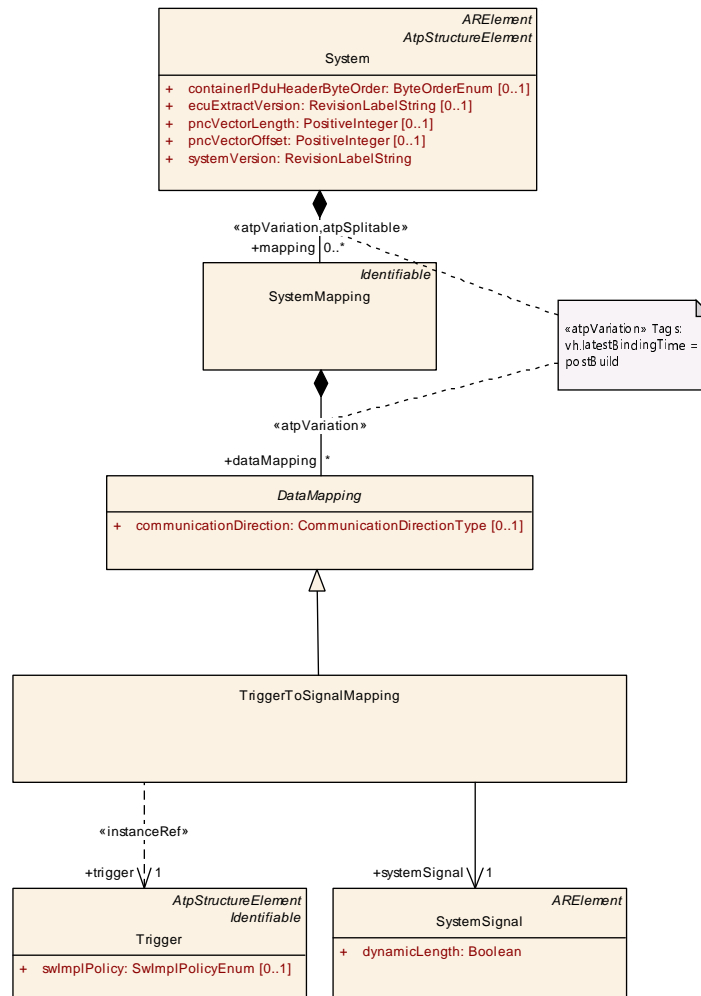 ARElement
AtpStructureElement
System
+ containerIPduHeaderByteOrder: ByteOrderEnum [0..1]
+ ecuExtractVersion: RevisionLabelString [0..1]
+ pncVectorLength: PositiveInteger [0..1]
+ pncVectorOffset: PositiveInteger [0..1]
+ systemVersion: RevisionLabelString
«atpVariation,atpSplitable»
+mapping 0..*
Identifiable
SystemMapping
«atpVariation» Tags:
vh.latestBindingTime =
postBuild
«atpVariation»
+dataMapping *
DataMapping
+ communicationDirection: CommunicationDirectionType [0..1]
TriggerToSignalMapping
«instanceRef»
+trigger 1
+systemSignal 1
AtpStructureElement
Identifiable
Trigger
+ swImplPolicy: SwImplPolicyEnum [0..1]
ARElement
SystemSignal
+ dynamicLength: Boolean